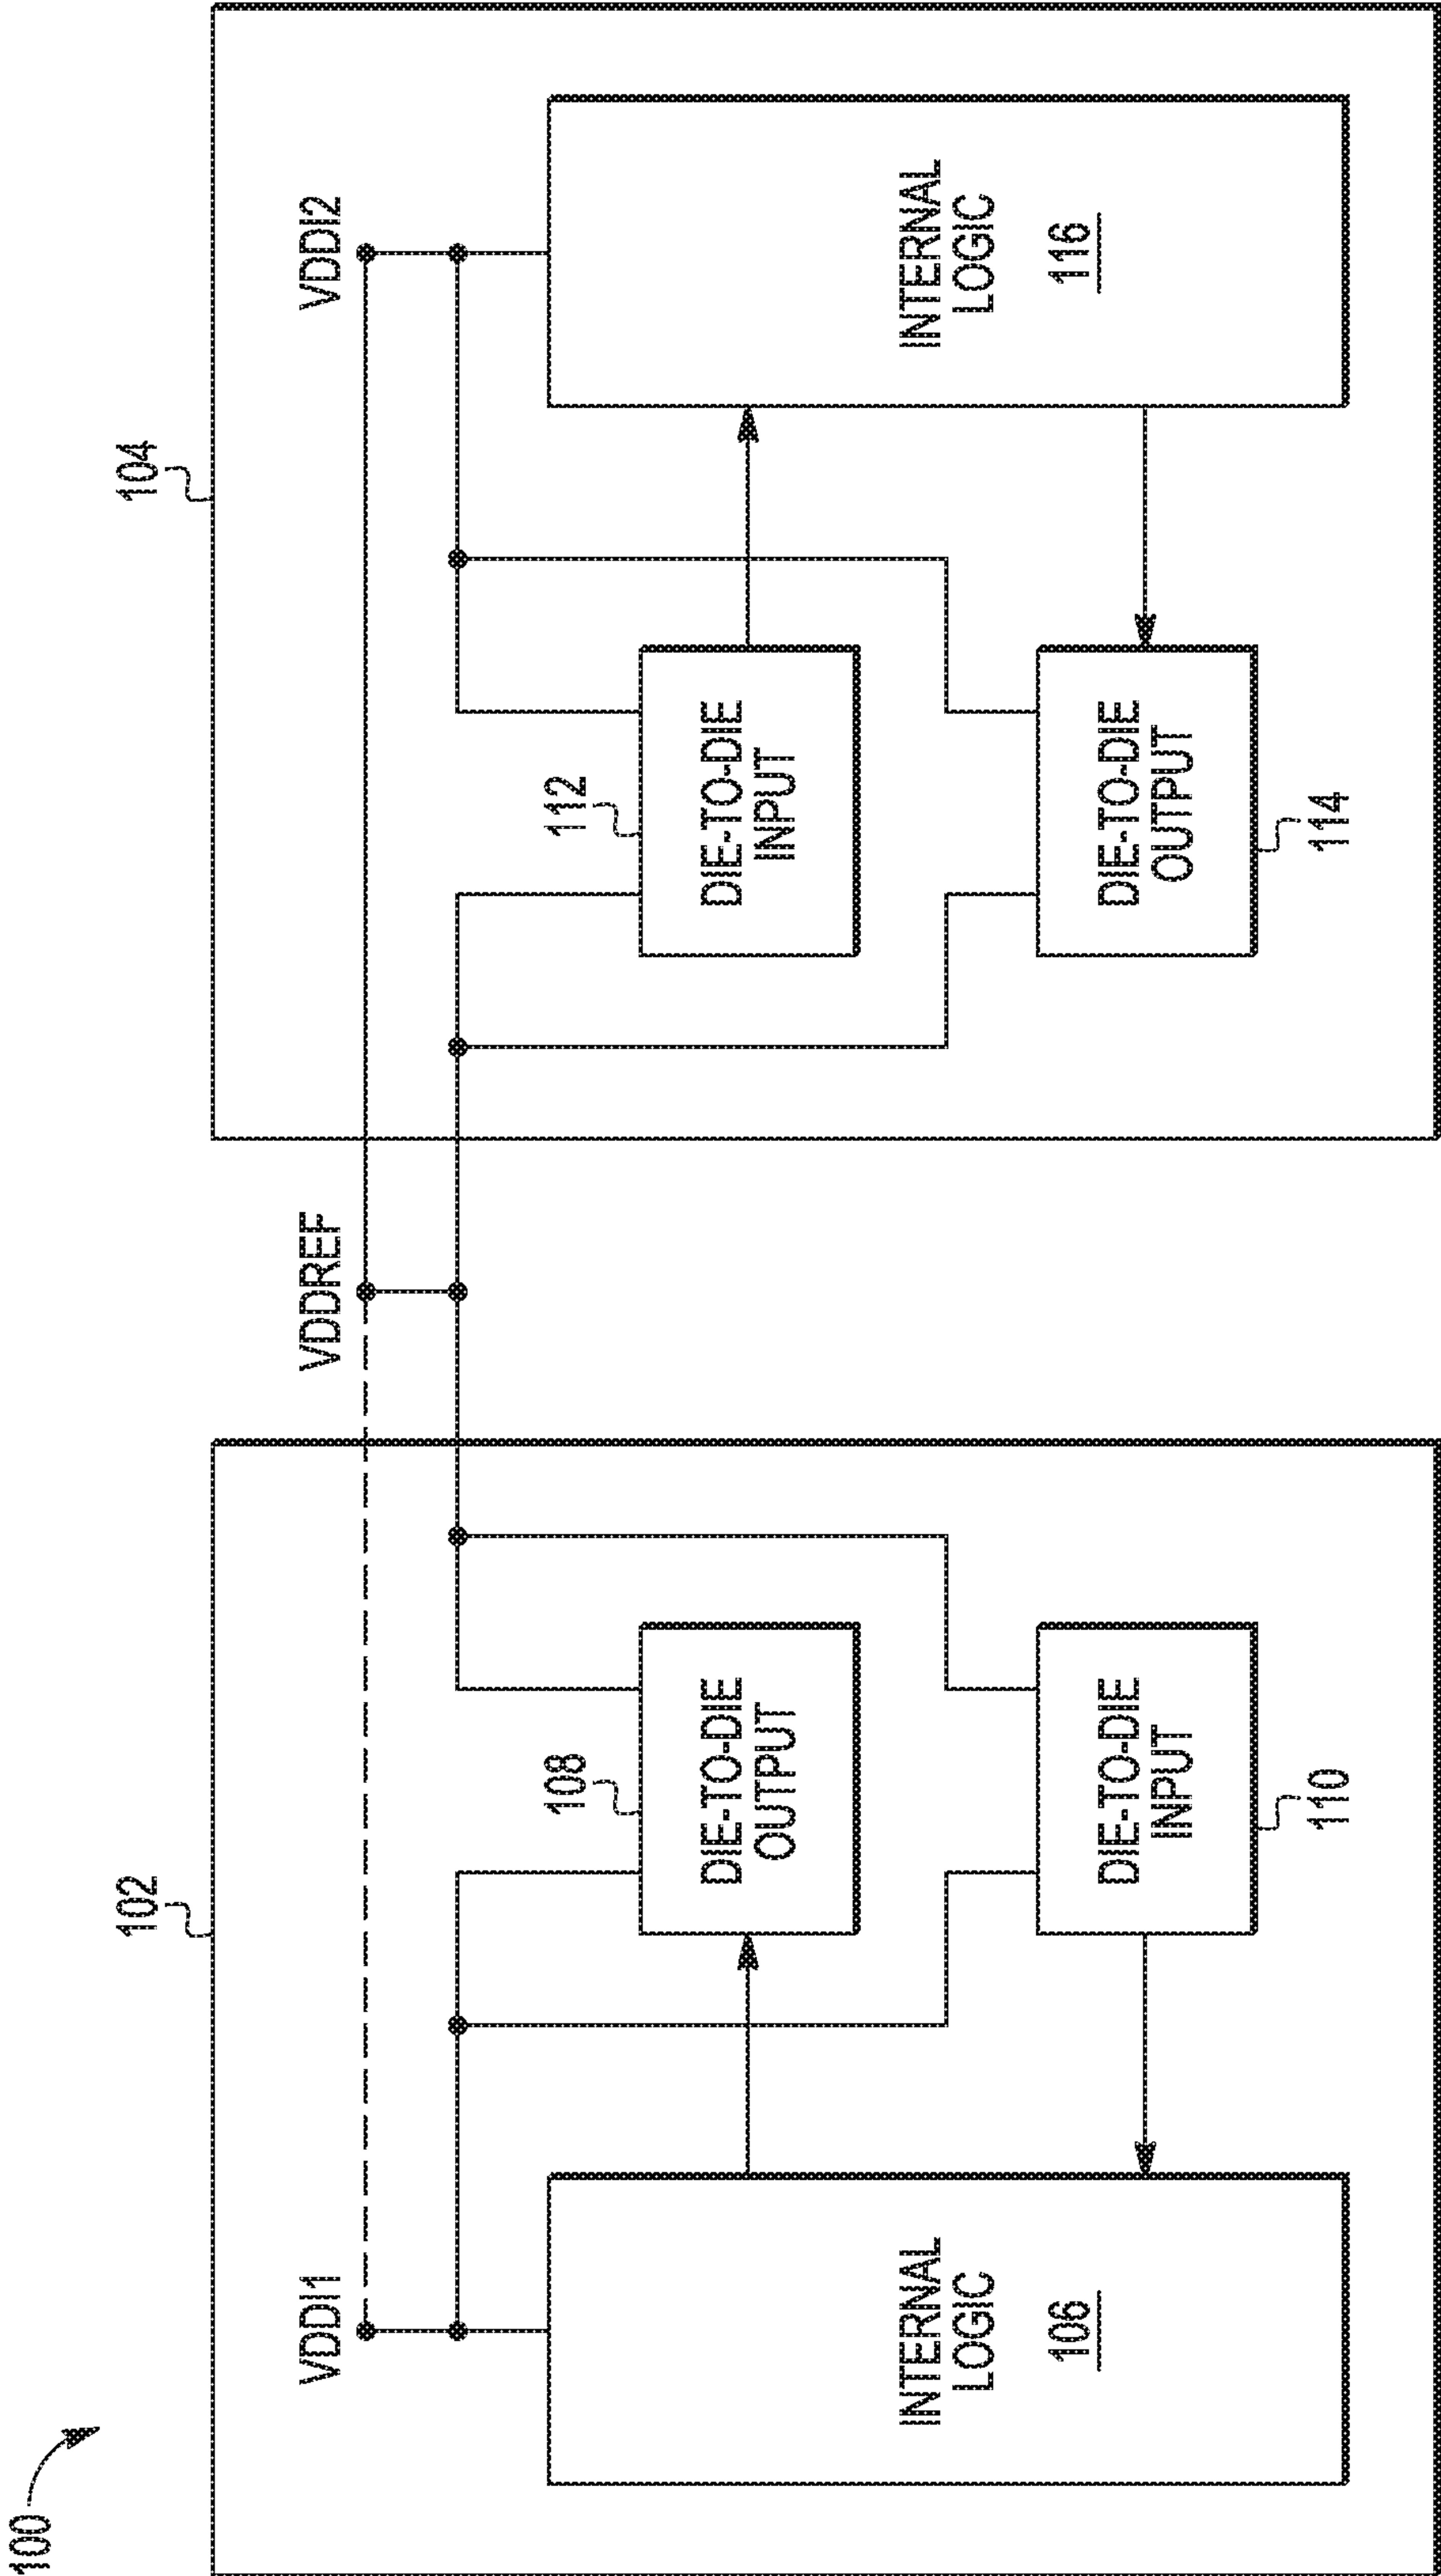 100
102
104
VDDI1
VDDREF
VDDI2
108
112
DIE-TO-DIE
OUTPUT
DIE-TO-DIE
INPUT
INTERNAL
LOGIC
106
INTERNAL
LOGIC
116
DIE-TO-DIE
INPUT
DIE-TO-DIE
OUTPUT
110
114